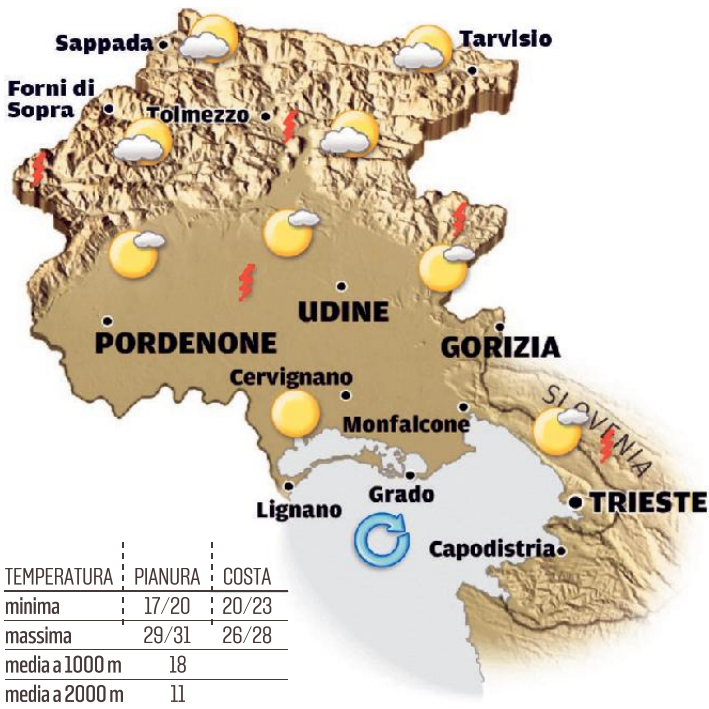 Sappada
Tarvisio
Forni di
Sopra
Tolmezzo
UDINE
PORDENONE
GORIZIA
Cervignano
SLOVENIA
Monfalcone
Lignano
Grado
TRIESTE
Capodistria
TEMPERATURA PIANURA COSTA
minima 17/20 20/23
massima 29/31 26/28
media a 1000 m 18
media a 2000 m 11